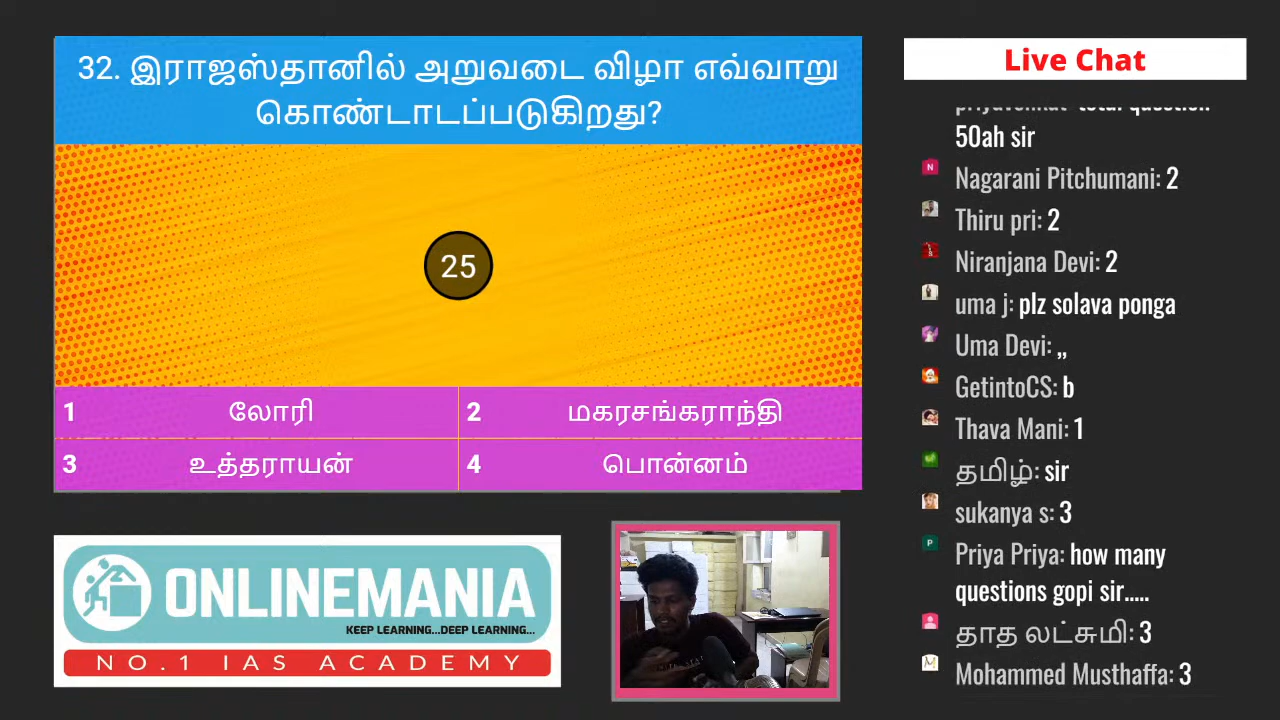 32. இராஜஸ்தானில் அறுவடை விழா எவ்வாறு
கொண்டாடப்படுகிறது?
25
1 லோரி
2 மகரசங்கராந்தி
3 உத்தராயன்
4 பொன்னம்
ONLINEMANIA
KEEP LEARNING...DEEP LEARNING...
NO.1 IAS ACADEMY
Live Chat
50ah sir
N
Nagarani Pitchumani: 2
Thiru pri: 2
Niranjana Devi: 2
uma j: plz solava ponga
Uma Devi: ,,
GetintoCS: b
Thava Mani: 1
தமிழ்: sir
sukanya s: 3
P
Priya Priya: how many
questions gopi sir.....
தாத லட்சுமி: 3
Mohammed Musthaffa: 3